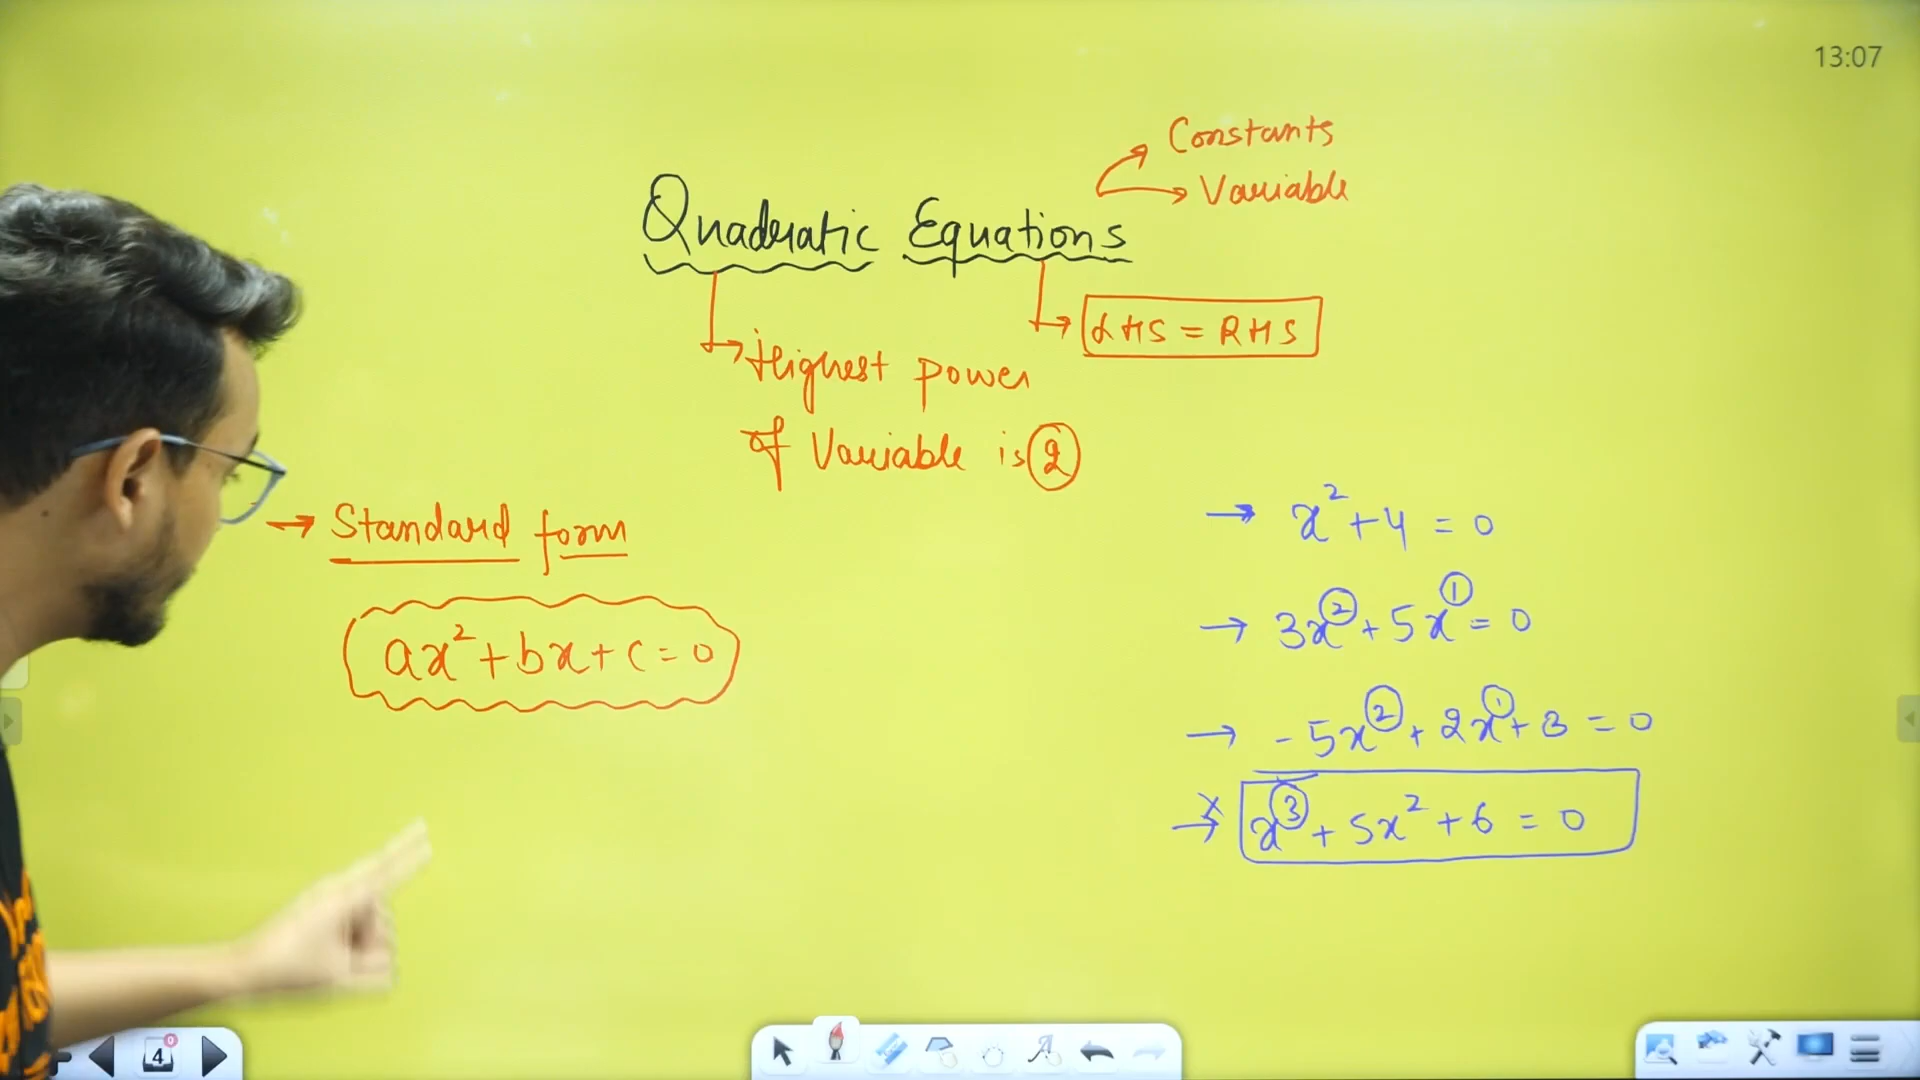 13:07
Constants
Variable
Quadratic Equations
LHS = RHS
Highest power
of Variable is 2
→ Standard form
ax² + bx + c = 0
→ x² + 4 = 0
→ 3x² + 5x¹ = 0
→ - 5x² + 2x¹ + 3 = 0
→ x³ + 5x² + 6 = 0
4
0